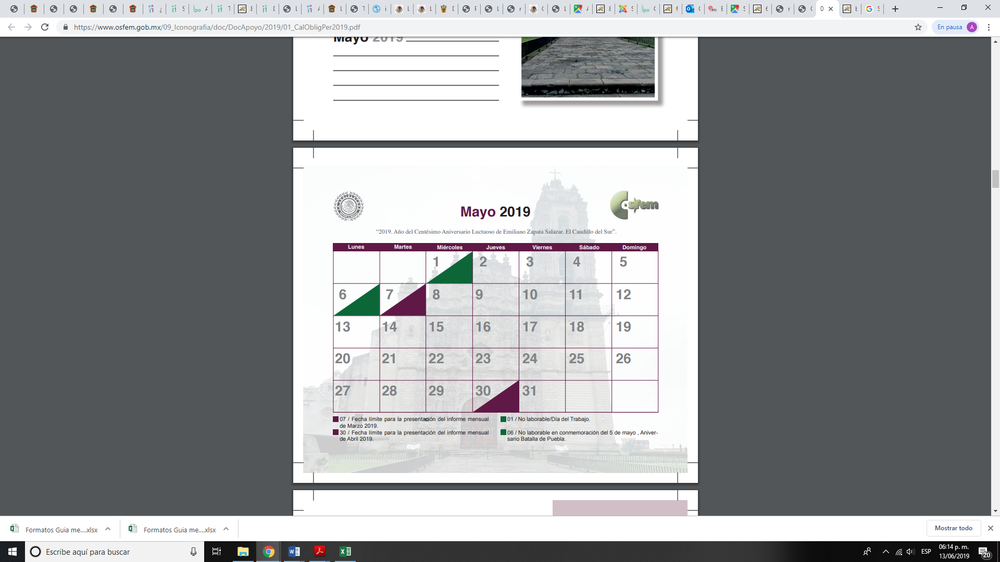 https://www.osfem.gob.mx/09_Iconografia/doc/DocApoyo/2019/01_CalObligPer2019.pdf
En pausa
A
Mayo 2019
Mayo 2019
osfem
“2019. Año del Centésimo Aniversario Luctuoso de Emiliano Zapata Salazar. El Caudillo del Sur”.
Lunes Martes Miércoles Jueves Viernes Sábado Domingo
1 2 3 4 5
6 7 8 9 10 11 12
13 14 15 16 17 18 19
20 21 22 23 24 25 26
27 28 29 30 31
07 / Fecha límite para la presentación del informe mensual
de Marzo 2019.
30 / Fecha límite para la presentación del informe mensual
de Abril 2019.
01 / No laborable/Día del Trabajo.
06 / No laborable en conmemoración del 5 de mayo , Aniver-
sario Batalla de Puebla.
Formatos Guia me....xlsx
Formatos Guia me....xlsx
Mostrar todo
Escribe aquí para buscar
ESP
06:14 p. m.
13/06/2019
20